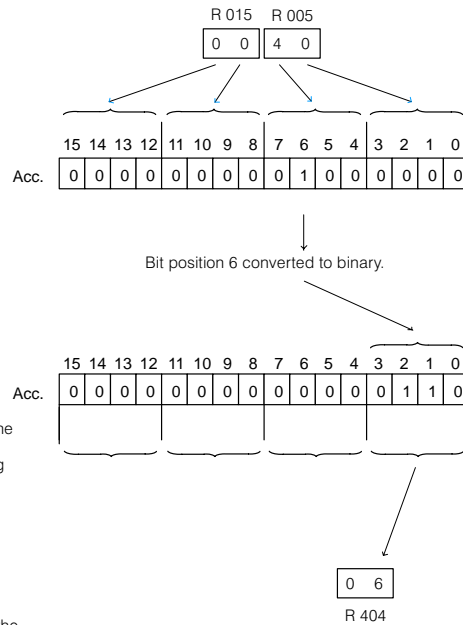 R 015 R 005
0 0 4 0
15 14 13 12 11 10 9 8 7 6 5 4 3 2 1 0
Acc. 0 0 0 0 0 0 0 0 0 1 0 0 0 0 0 0
Bit position 6 converted to binary.
15 14 13 12 11 10 9 8 7 6 5 4 3 2 1 0
Acc. 0 0 0 0 0 0 0 0 0 0 0 0 0 1 1 0
0 6
R 404